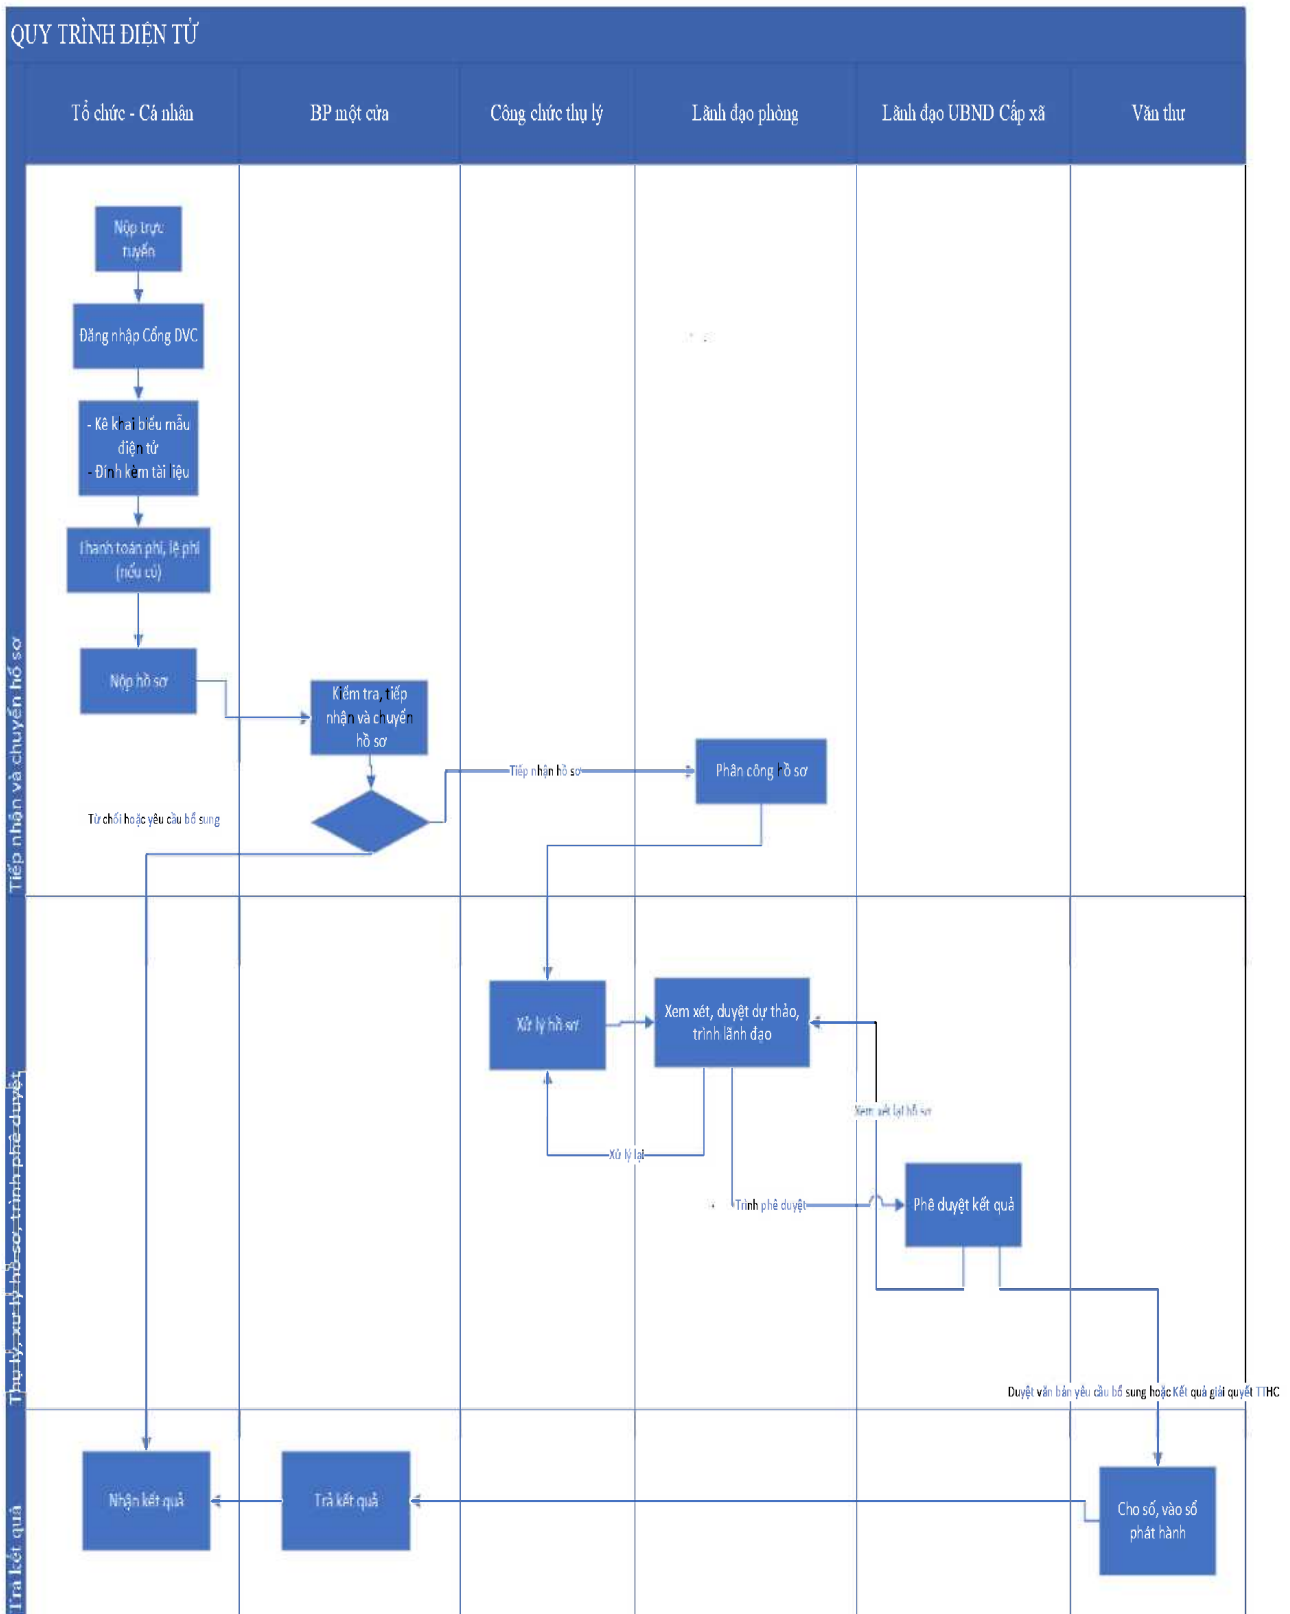 QUY TRÌNH ĐIỆN TỬ
Tổ chức - Cá nhân
BP một cửa
Công chức thụ lý
Lãnh đạo phòng
Lãnh đạo UBND Cấp xã
Văn thư
Tiếp nhận và chuyển hồ sơ
Nộp trực
tuyến
Đăng nhập Cổng DVC
- Kê khai biểu mẫu
điện tử
- Đính kèm tài liệu
Thanh toán phí, lệ phí
(nếu có)
Nộp hồ sơ
Kiểm tra, tiếp
nhận và chuyển
hồ sơ
Tiếp nhận hồ sơ
Phân công hồ sơ
Từ chối hoặc yêu cầu bổ sung
Thụ lý, xử lý hồ sơ, trình phê duyệt
Xử lý hồ sơ
Xem xét, duyệt dự thảo,
trình lãnh đạo
Xem xét lại hồ sơ
Xử lý lại
Trình phê duyệt
Phê duyệt kết quả
Duyệt văn bản yêu cầu bổ sung hoặc Kết quả giải quyết TTHC
Trả kết quả
Nhận kết quả
Trả kết quả
Cho số, vào sổ
phát hành